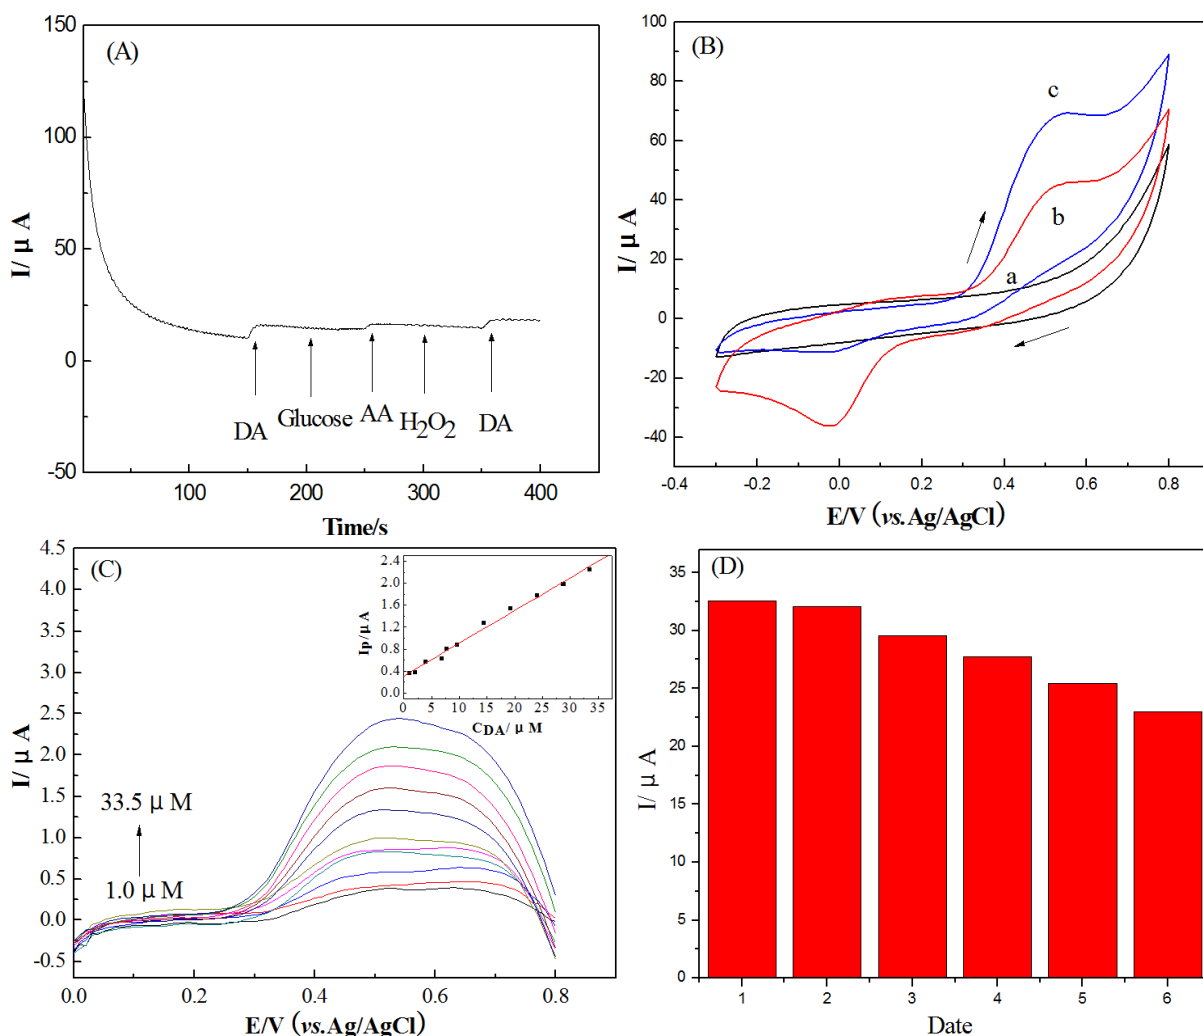 (A)
150
100
50
0
-50
I/ μ A
DA
Glucose
AA
H₂O₂
DA
100 200 300 400
Time/s
(B)
100
80
60
40
20
0
-20
-40
I/ μ A
c
b
a
-0.4 -0.2 0.0 0.2 0.4 0.6 0.8
E/V (vs.Ag/AgCl)
(C)
4.5
4.0
3.5
3.0
2.5
2.0
1.5
1.0
0.5
0.0
-0.5
I/ μ A
33.5 μ M
1.0 μ M
2.4
2.0
1.6
1.2
0.8
0.4
0.0
Ip/μ A
0 5 10 15 20 25 30 35
CDA/ μ M
0.0 0.2 0.4 0.6 0.8
E/V (vs.Ag/AgCl)
(D)
35
30
25
20
15
10
5
0
I/ μ A
1 2 3 4 5 6
Date